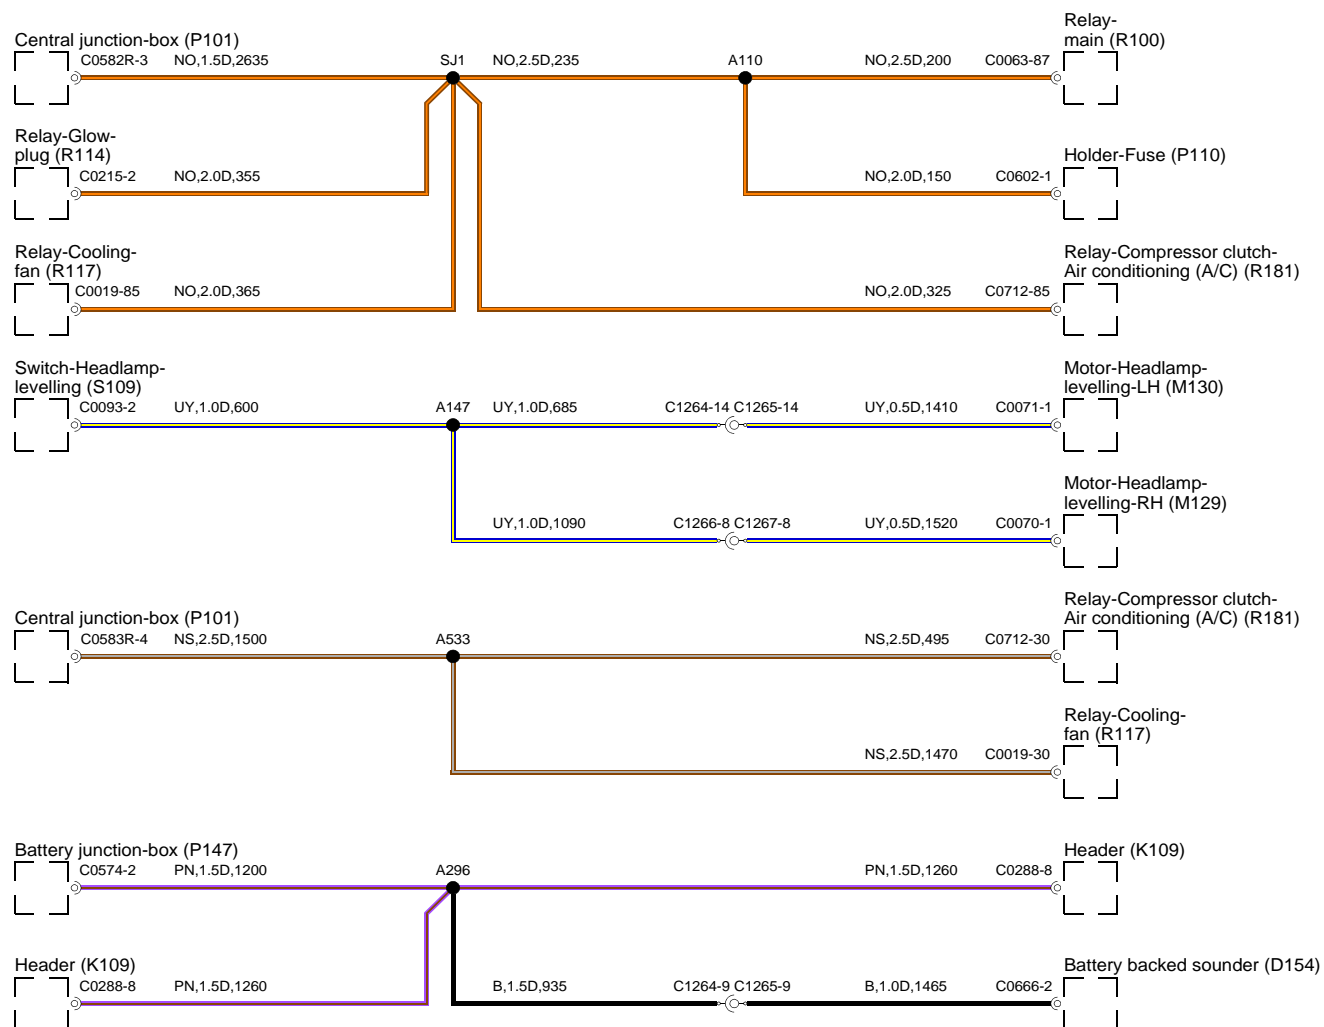 Relay-
main (R100)
Central junction-box (P101)
C0582R-3 NO,1.5D,2635 SJ1 NO,2.5D,235 A110 NO,2.5D,200 C0063-87
Relay-Glow-
plug (R114)
Holder-Fuse (P110)
C0215-2 NO,2.0D,355 NO,2.0D,150 C0602-1
Relay-Cooling-
fan (R117)
Relay-Compressor clutch-
Air conditioning (A/C) (R181)
C0019-85 NO,2.0D,365 NO,2.0D,325 C0712-85
Switch-Headlamp-
levelling (S109)
Motor-Headlamp-
levelling-LH (M130)
C0093-2 UY,1.0D,600 A147 UY,1.0D,685 C1264-14 C1265-14 UY,0.5D,1410 C0071-1
Motor-Headlamp-
levelling-RH (M129)
UY,1.0D,1090 C1266-8 C1267-8 UY,0.5D,1520 C0070-1
Central junction-box (P101)
Relay-Compressor clutch-
Air conditioning (A/C) (R181)
C0583R-4 NS,2.5D,1500 A533 NS,2.5D,495 C0712-30
Relay-Cooling-
fan (R117)
NS,2.5D,1470 C0019-30
Battery junction-box (P147)
Header (K109)
C0574-2 PN,1.5D,1200 A296 PN,1.5D,1260 C0288-8
Header (K109)
Battery backed sounder (D154)
C0288-8 PN,1.5D,1260 B,1.5D,935 C1264-9 C1265-9 B,1.0D,1465 C0666-2